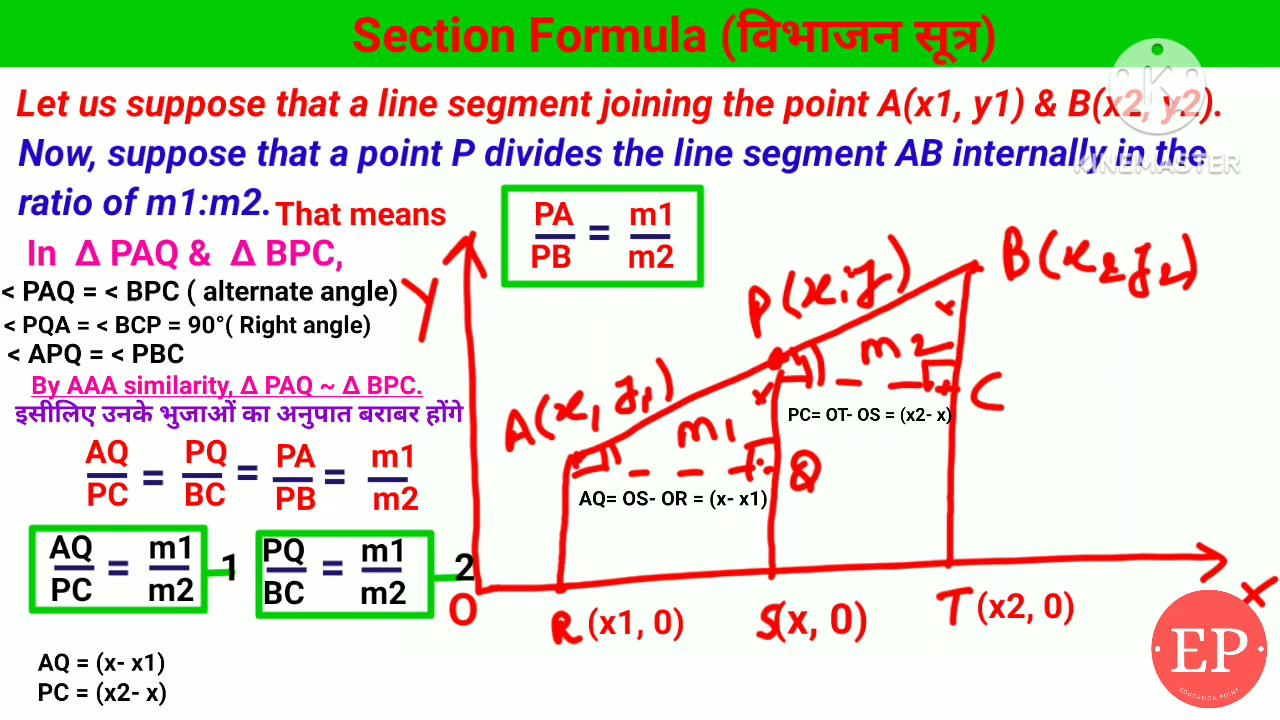 Section Formula (विभाजन सूत्र)
Let us suppose that a line segment joining the point A(x1, y1) & B(x2, y2).
Now, suppose that a point P divides the line segment AB internally in the
KINEMASTER
ratio of m1:m2. That means
PA/PB = m1/m2
In Δ PAQ & Δ BPC,
< PAQ = < BPC ( alternate angle)
< PQA = < BCP = 90°( Right angle)
< APQ = < PBC
By AAA similarity, Δ PAQ ~ Δ BPC.
इसीलिए उनके भुजाओं का अनुपात बराबर होंगे
AQ/PC = PQ/BC = PA/PB = m1/m2
AQ/PC = m1/m2 1
PQ/BC = m1/m2 2
AQ = (x- x1)
PC = (x2- x)
Y
B(x2 y2)
P(x,y)
A(x1 y1)
m2
C
PC= OT- OS = (x2- x)
m1
Q
AQ= OS- OR = (x- x1)
O
R (x1, 0)
S(x, 0)
T (x2, 0)
X
EP
EDUCATION POINT